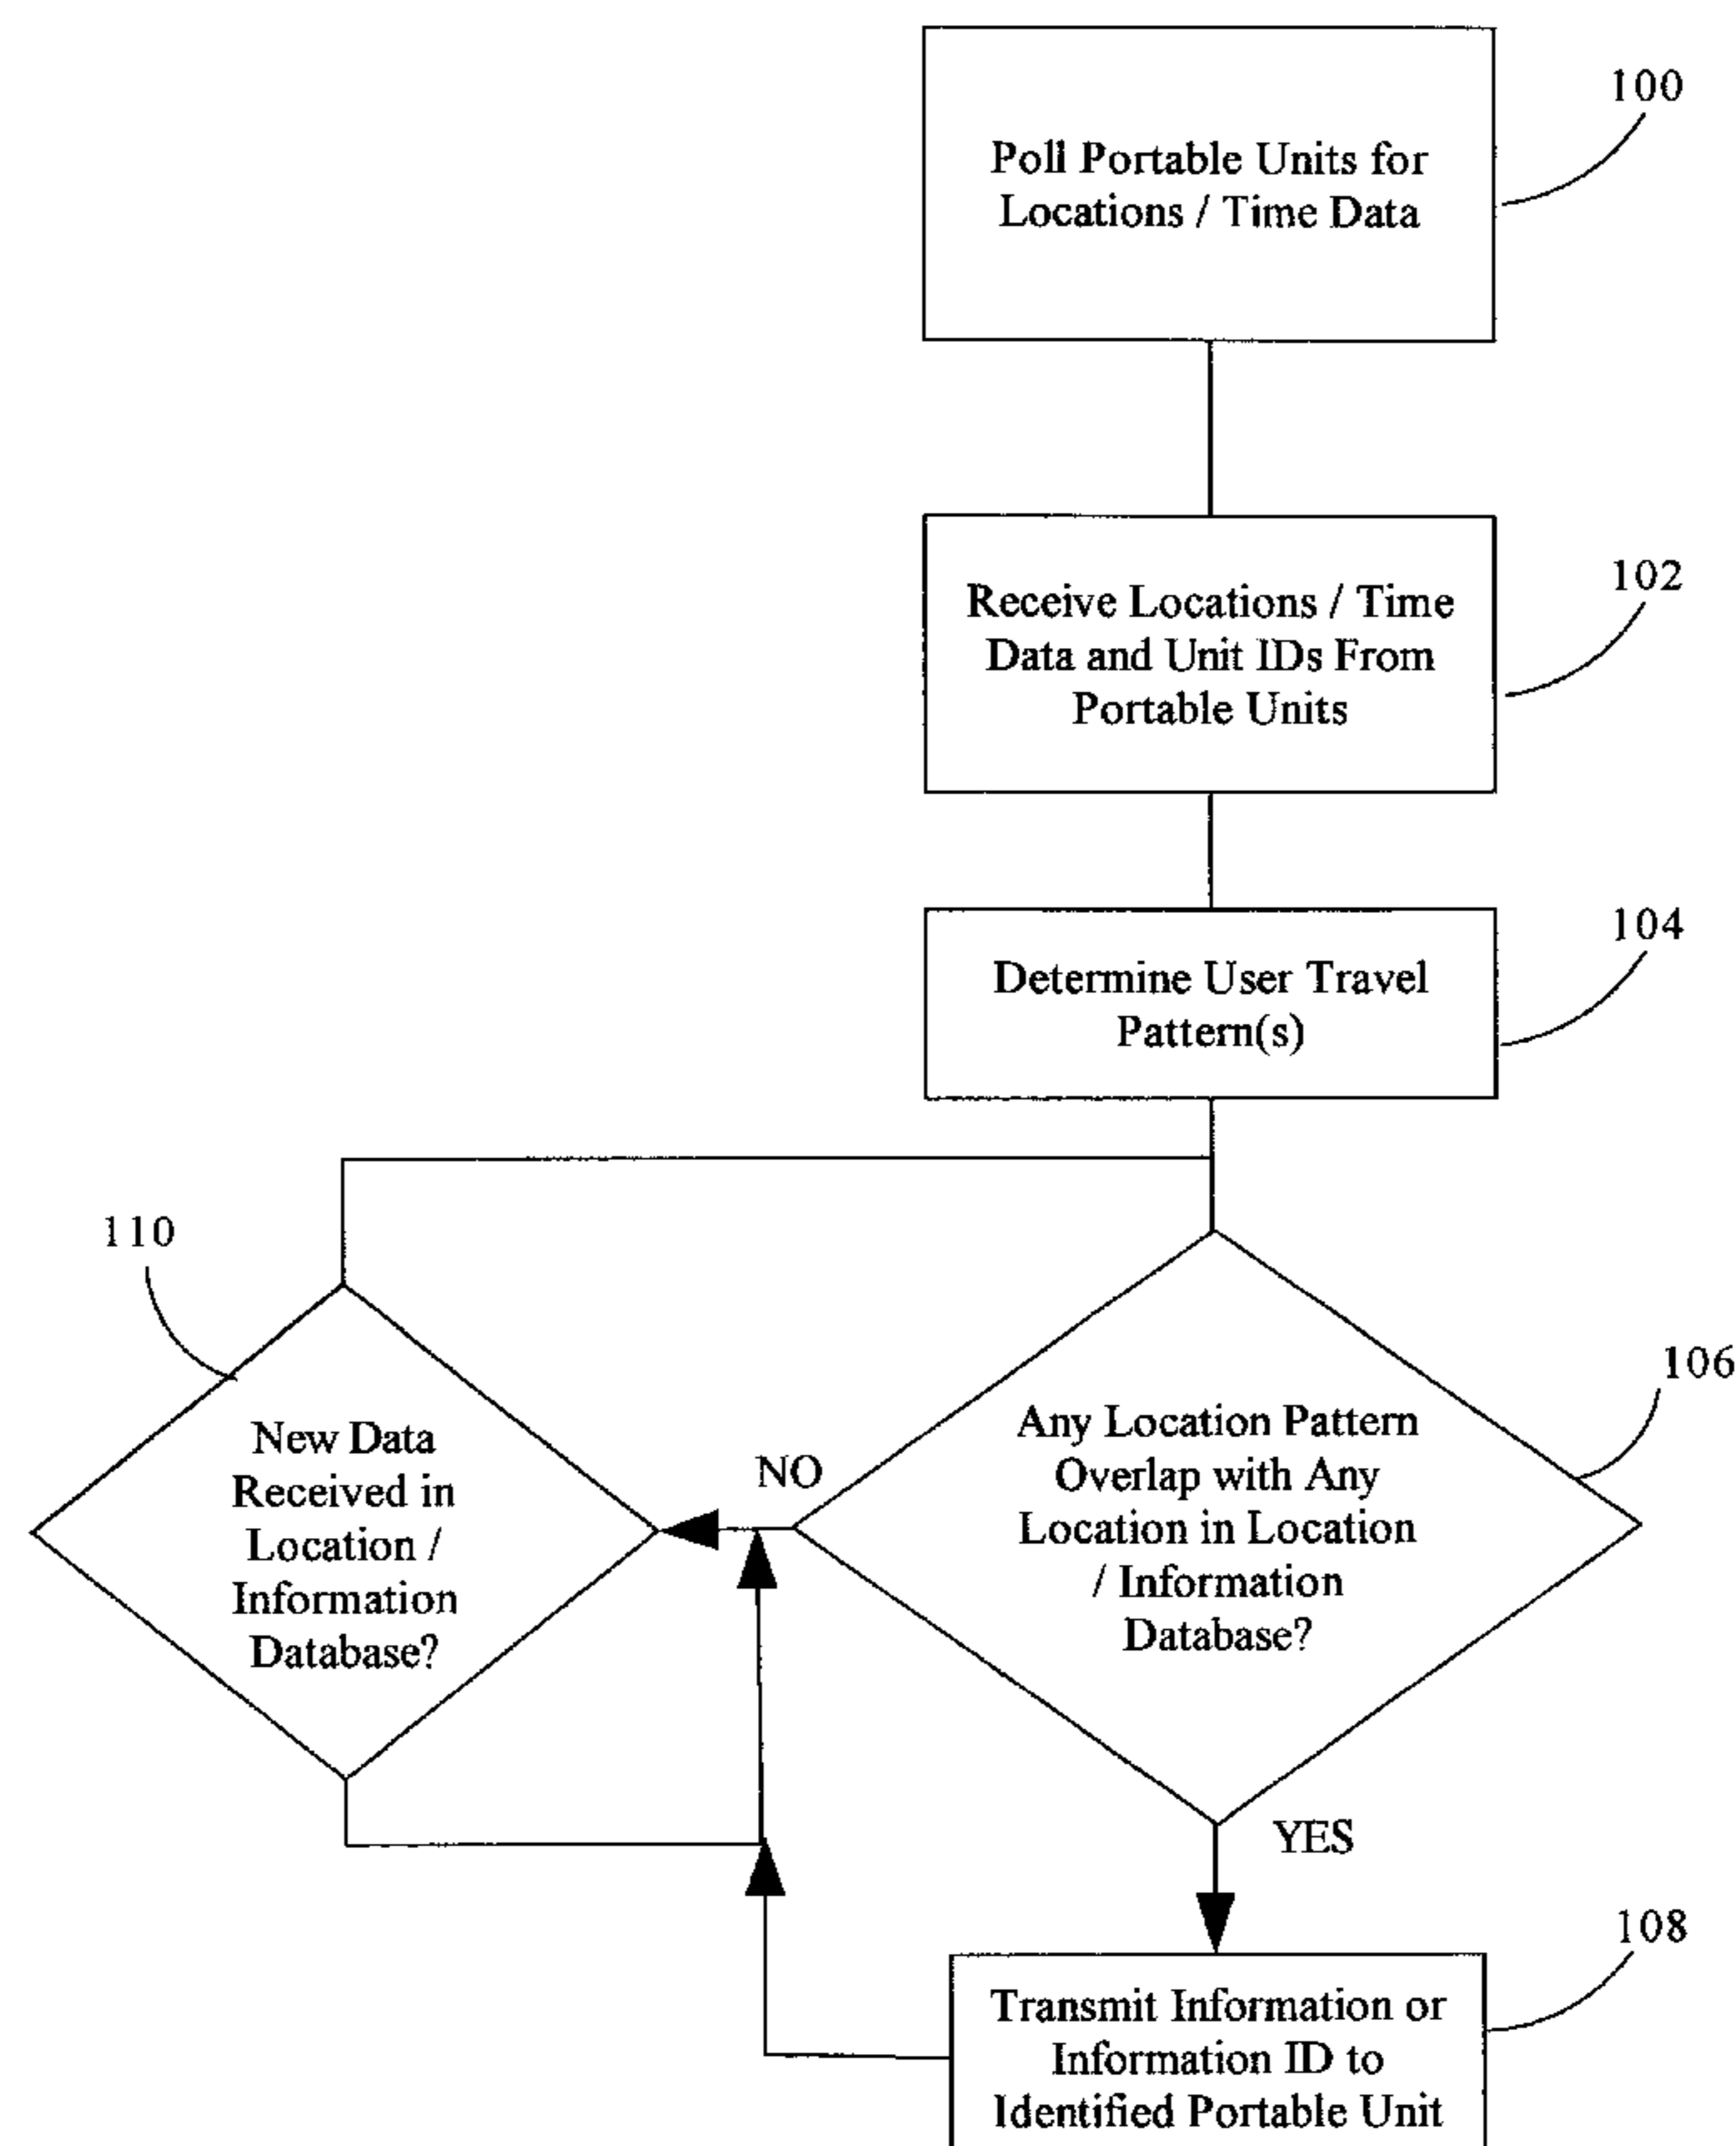 100
Poll Portable Units for
Locations / Time Data
102
Receive Locations / Time
Data and Unit IDs From
Portable Units
104
Determine User Travel
Pattern(s)
110
106
New Data
Received in
Location /
Information
Database?
NO
Any Location Pattern
Overlap with Any
Location in Location
/ Information
Database?
YES
108
Transmit Information or
Information ID to
Identified Portable Unit